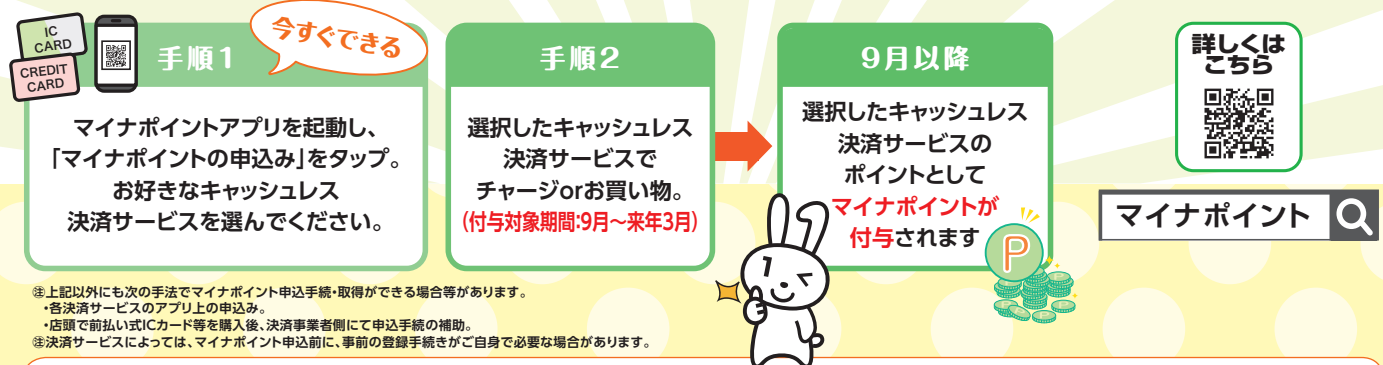 IC
CARD
CREDIT
CARD
手順1
今すぐできる
マイナポイントアプリを起動し、
「マイナポイントの申込み」をタップ。
お好きなキャッシュレス
決済サービスを選んでください。
手順2
選択したキャッシュレス
決済サービスで
チャージorお買い物。
(付与対象期間:9月～来年3月)
9月以降
選択したキャッシュレス
決済サービスの
ポイントとして
マイナポイントが
付与されます
P
詳しくは
こちら
マイナポイント
㊟上記以外にも次の手法でマイナポイント申込手続・取得ができる場合等があります。
・各決済サービスのアプリ上の申込み。
・店頭で前払い式ICカード等を購入後、決済事業者側にて申込手続の補助。
㊟決済サービスによっては、マイナポイント申込前に、事前の登録手続きがご自身で必要な場合があります。